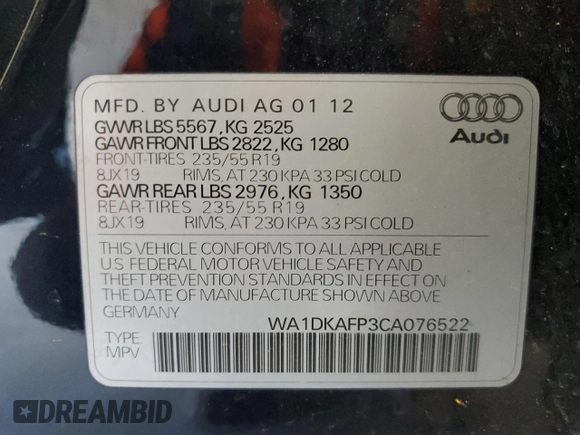 MFD. BY AUDI AG 01 12
GVWR LBS 5567, KG 2525
GAWR FRONT LBS 2822, KG 1280
FRONT-TIRES 235/55 R19
8JX19 RIMS, AT 230 KPA 33 PSI COLD
GAWR REAR LBS 2976, KG 1350
REAR-TIRES 235/55 R19
8JX19 RIMS, AT 230 KPA 33 PSI COLD
Audi
THIS VEHICLE CONFORMS TO ALL APPLICABLE
U.S. FEDERAL MOTOR VEHICLE SAFETY AND
THEFT PREVENTION STANDARDS IN EFFECT ON
THE DATE OF MANUFACTURE SHOWN ABOVE.
GERMANY
WA1DKAFP3CA076522
TYPE:
MPV
DREAMBID